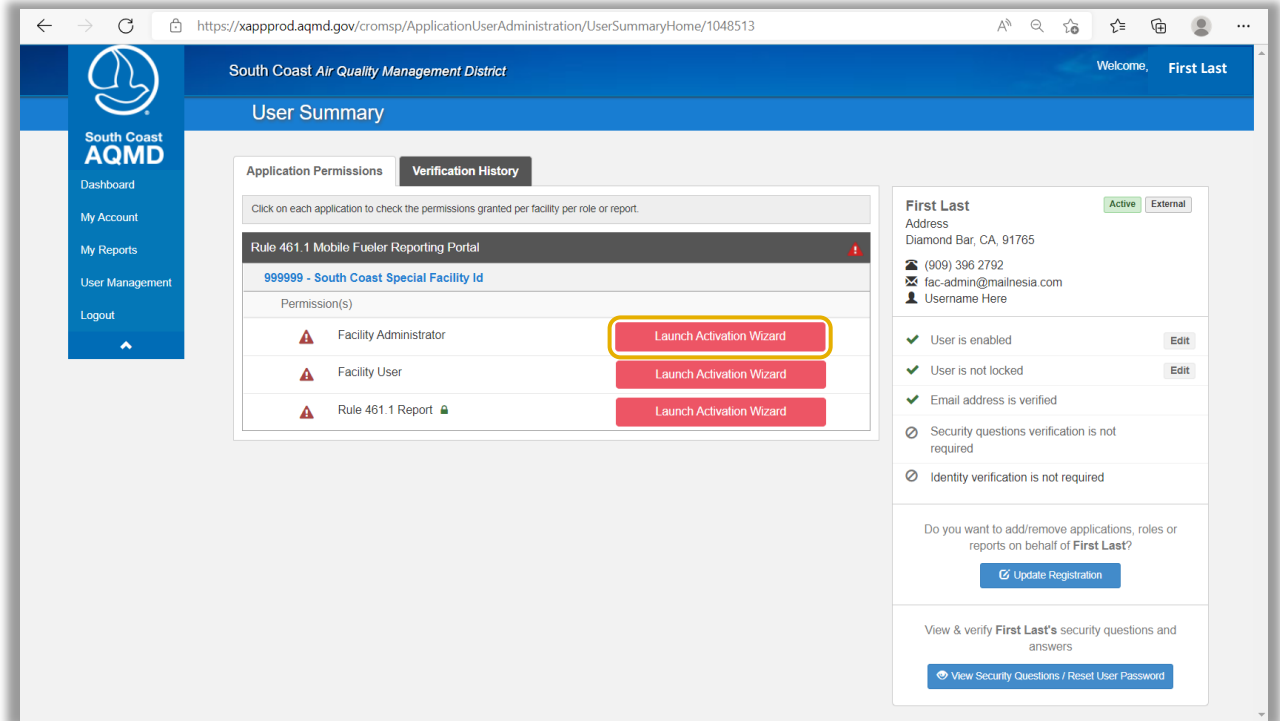 https://xappprod.aqmd.gov/cromsp/ApplicationUserAdministration/UserSummaryHome/1048513
South Coast Air Quality Management District
Welcome, First Last
User Summary
South Coast
AQMD
Dashboard
My Account
My Reports
User Management
Logout
Application Permissions Verification History
Click on each application to check the permissions granted per facility per role or report.
Rule 461.1 Mobile Fueler Reporting Portal
999999 - South Coast Special Facility Id
Permission(s)
Facility Administrator Launch Activation Wizard
Facility User Launch Activation Wizard
Rule 461.1 Report Launch Activation Wizard
First Last Active External
Address
Diamond Bar, CA, 91765
(909) 396 2792
fac-admin@mailnesia.com
Username Here
User is enabled Edit
User is not locked Edit
Email address is verified
Security questions verification is not
required
Identity verification is not required
Do you want to add/remove applications, roles or
reports on behalf of First Last?
Update Registration
View & verify First Last's security questions and
answers
View Security Questions / Reset User Password